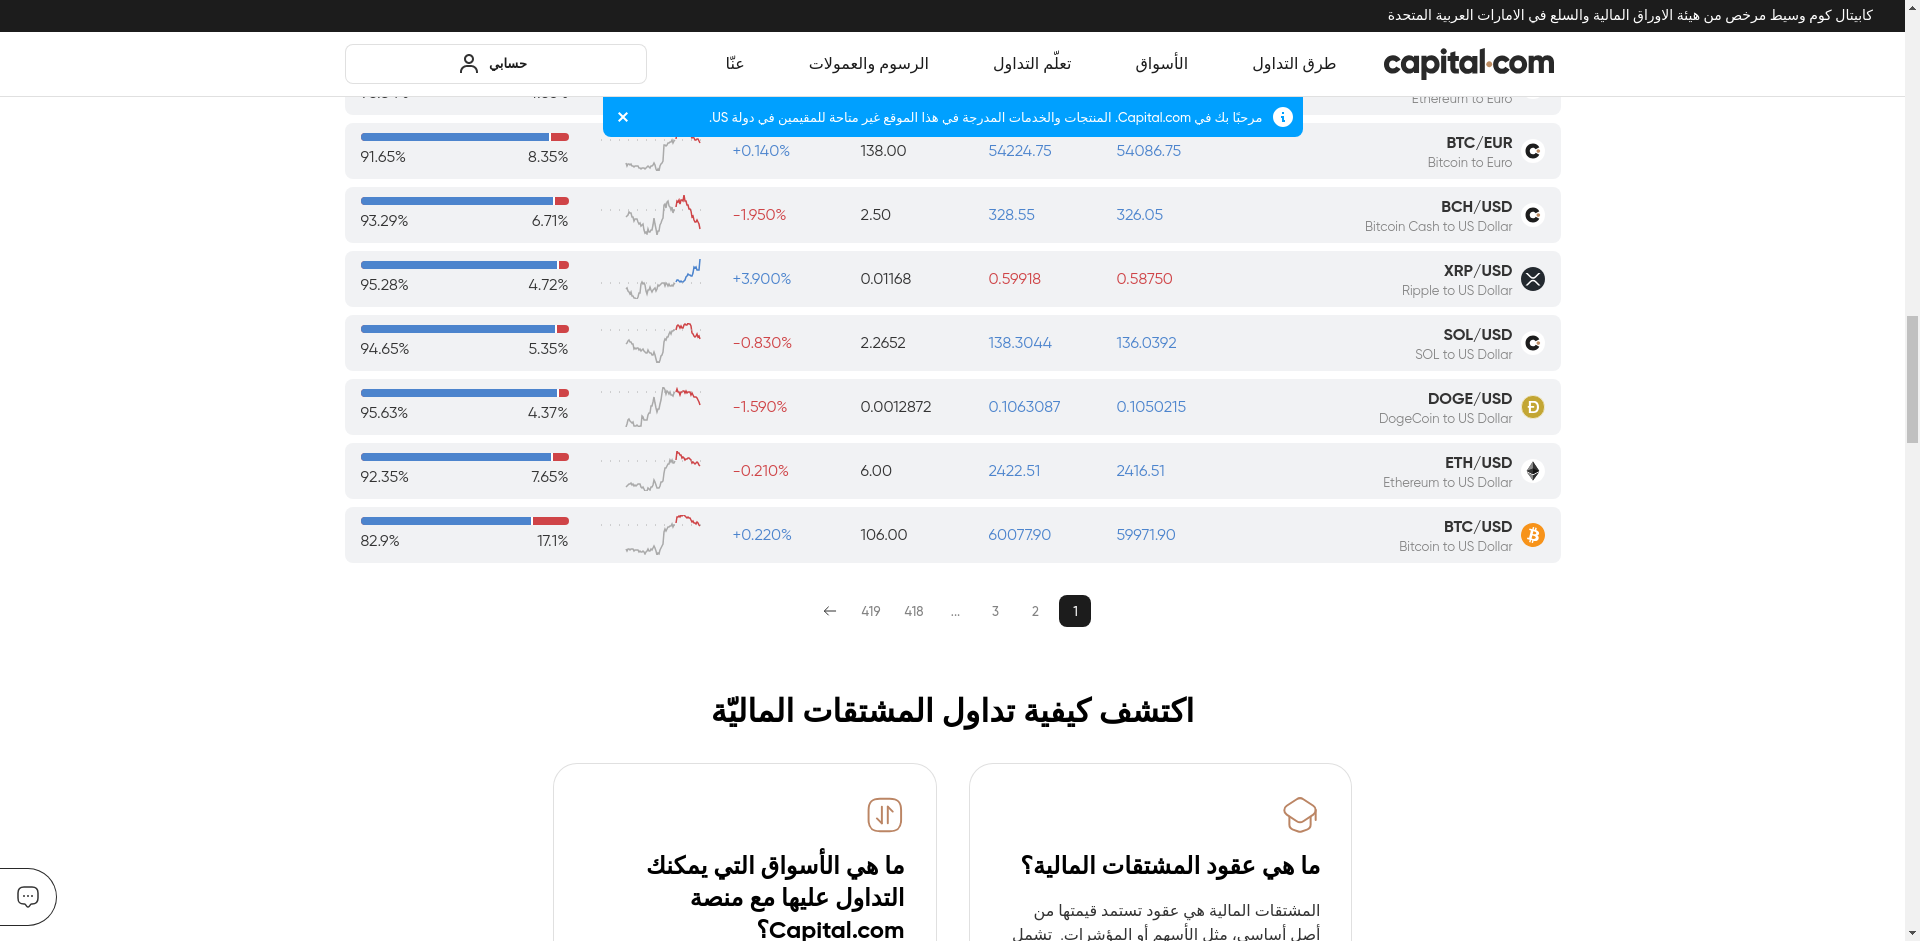 كابيتال كوم وسيط مرخص من هيئة الاوراق المالية والسلع في الامارات العربية المتحدة
capital.com
طرق التداول
الأسواق
تعلّم التداول
الرسوم والعمولات
عنّا
حسابي
مرحبًا بك في Capital.com. المنتجات والخدمات المدرجة في هذا الموقع غير متاحة للمقيمين في دولة US.
Ethereum to Euro
BTC/EUR
Bitcoin to Euro
54086.75
54224.75
138.00
+0.140%
8.35%
91.65%
BCH/USD
Bitcoin Cash to US Dollar
326.05
328.55
2.50
-1.950%
6.71%
93.29%
XRP/USD
Ripple to US Dollar
0.58750
0.59918
0.01168
+3.900%
4.72%
95.28%
SOL/USD
SOL to US Dollar
136.0392
138.3044
2.2652
-0.830%
5.35%
94.65%
DOGE/USD
DogeCoin to US Dollar
0.1050215
0.1063087
0.0012872
-1.590%
4.37%
95.63%
ETH/USD
Ethereum to US Dollar
2416.51
2422.51
6.00
-0.210%
7.65%
92.35%
BTC/USD
Bitcoin to US Dollar
59971.90
60077.90
106.00
+0.220%
17.1%
82.9%
1 2 3 ... 418 419
اكتشف كيفية تداول المشتقات الماليّة
ما هي عقود المشتقات المالية؟
المشتقات المالية هي عقود تستمد قيمتها من
أصل أساسي، مثل الأسهم أو المؤشرات. تشمل
ما هي الأسواق التي يمكنك
التداول عليها مع منصة
Capital.com؟